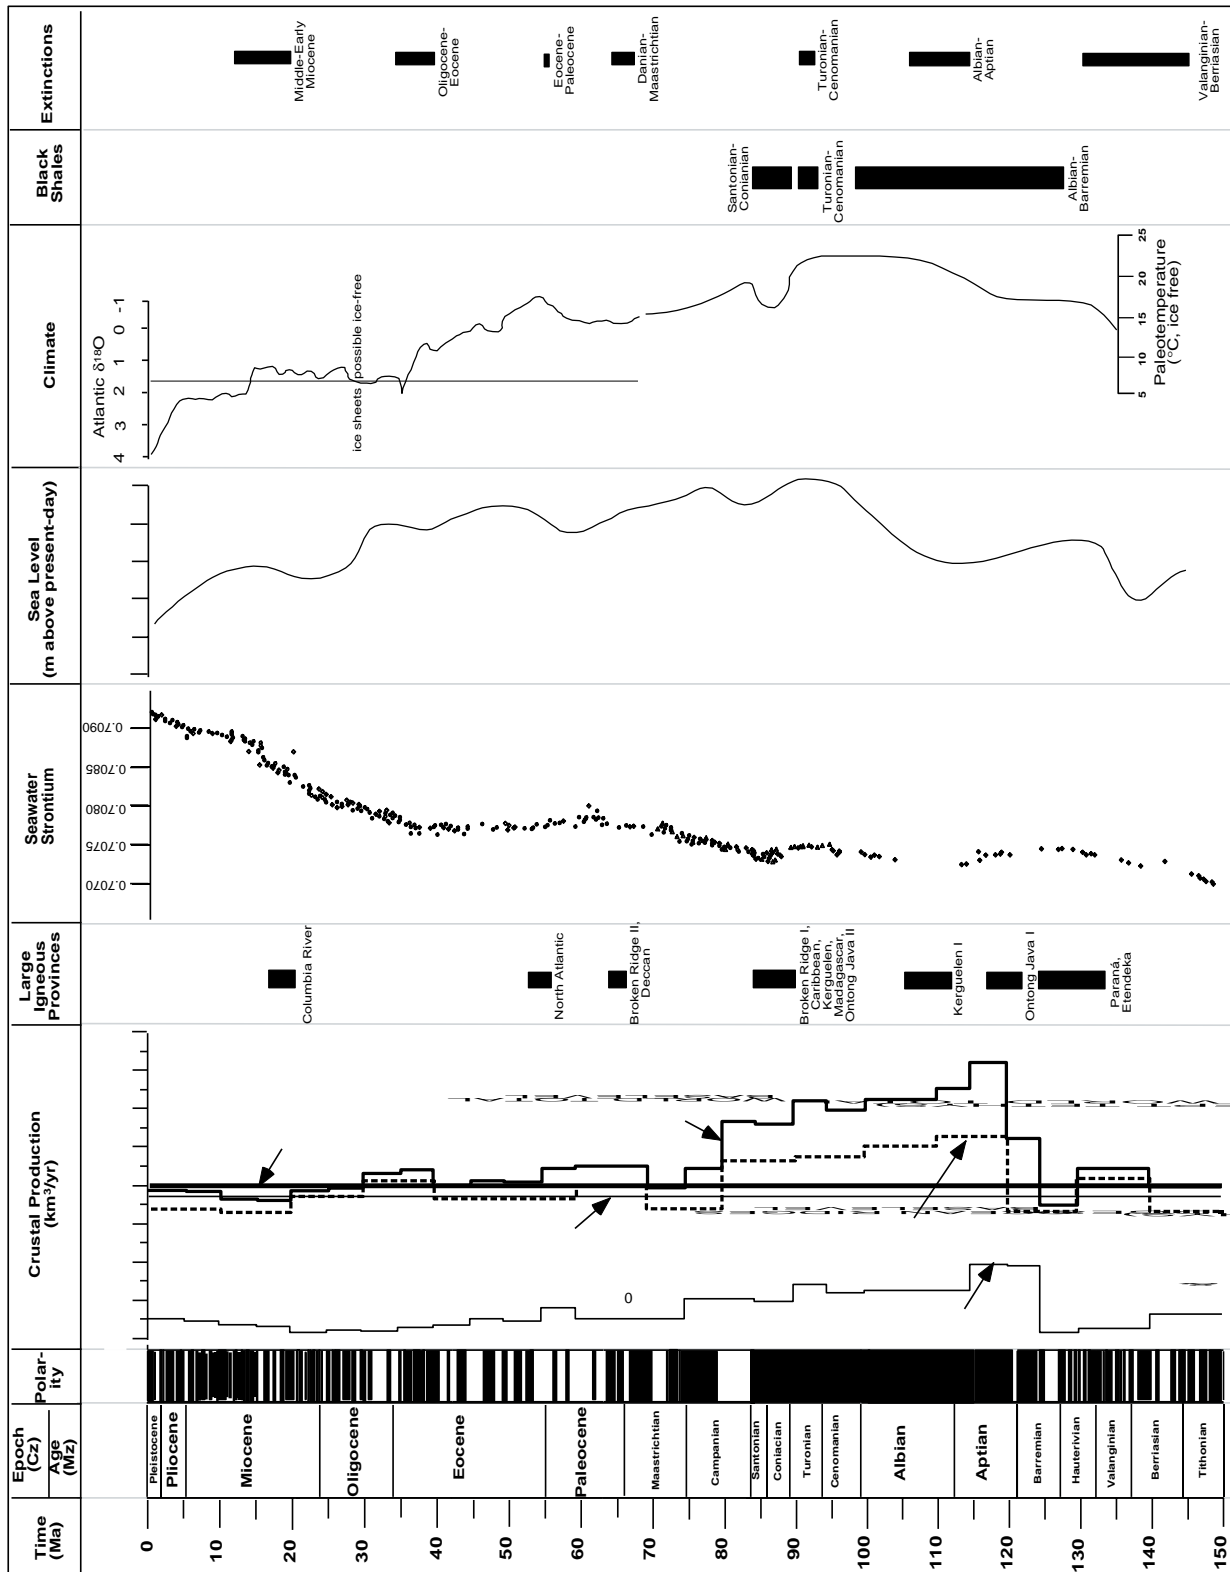 Extinctions
Middle-Early
Miocene
Oligocene-
Eocene
Eocene-
Paleocene
Danian-
Maastrichtian
Turonian-
Cenomanian
Albian-
Aptian
Valanginian-
Berriasian
Black
Shales
Santonian-
Conianian
Turonian-
Cenomanian
Albian-
Barremian
Climate
Atlantic δ18O
4 3 2 1 0 -1
ice sheets
possible ice-free
5 10 15 20 25
Paleotemperature
(°C, ice free)
Sea Level
(m above present-day)
Seawater
Strontium
0.7090
0.7085
0.7080
0.7075
0.7070
Large
Igneous
Provinces
Columbia River
North Atlantic
Broken Ridge II,
Deccan
Broken Ridge I,
Caribbean,
Kerguelen,
Madagascar,
Ontong Java II
Kerguelen I
Ontong Java I
Paraná,
Etendeka
Crustal Production
(km³/yr)
0
Polar-
ity
Epoch
(Cz)
Age
(Mz)
Pleistocene
Pliocene
Miocene
Oligocene
Eocene
Paleocene
Maastrichtian
Campanian
Santonian
Coniacian
Turonian
Cenomanian
Albian
Aptian
Barremian
Hauterivian
Valanginian
Berriasian
Tithonian
Time
(Ma)
0 10 20 30 40 50 60 70 80 90 100 110 120 130 140 150